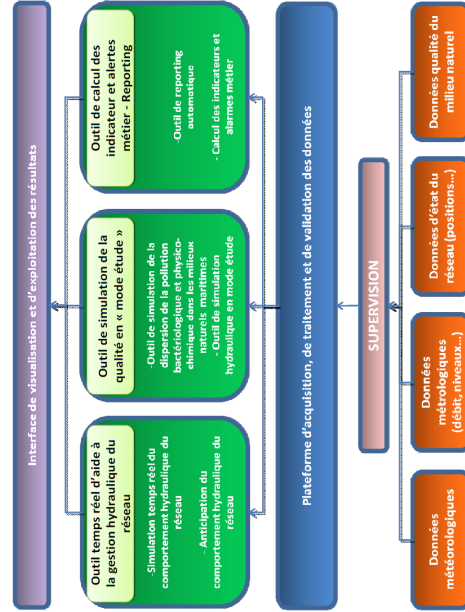 Interface de visualisation et d'exploitation des résultats
Outil temps réel d'aide à
la gestion hydraulique du
réseau
-Simulation temps réel du
comportement hydraulique du
réseau
- Anticipation du
comportement hydraulique du
réseau
Outil de simulation de la
qualité en « mode étude »
-Outil de simulation de la
dispersion de la pollution
bactériologique et physico-
chimique dans les milieux
naturels maritimes
- Outil de simulation
hydraulique en mode étude
Outil de calcul des
indicateur et alertes
métier - Reporting
-Outil de reporting
automatique
- Calcul des indicateurs et
alarmes métier
Plateforme d'acquisition, de traitement et de validation des données
SUPERVISION
Données
météorologiques
Données
métrologiques
(débit, niveaux...)
Données d'état du
réseau (positions...)
Données qualité du
milieu naturel